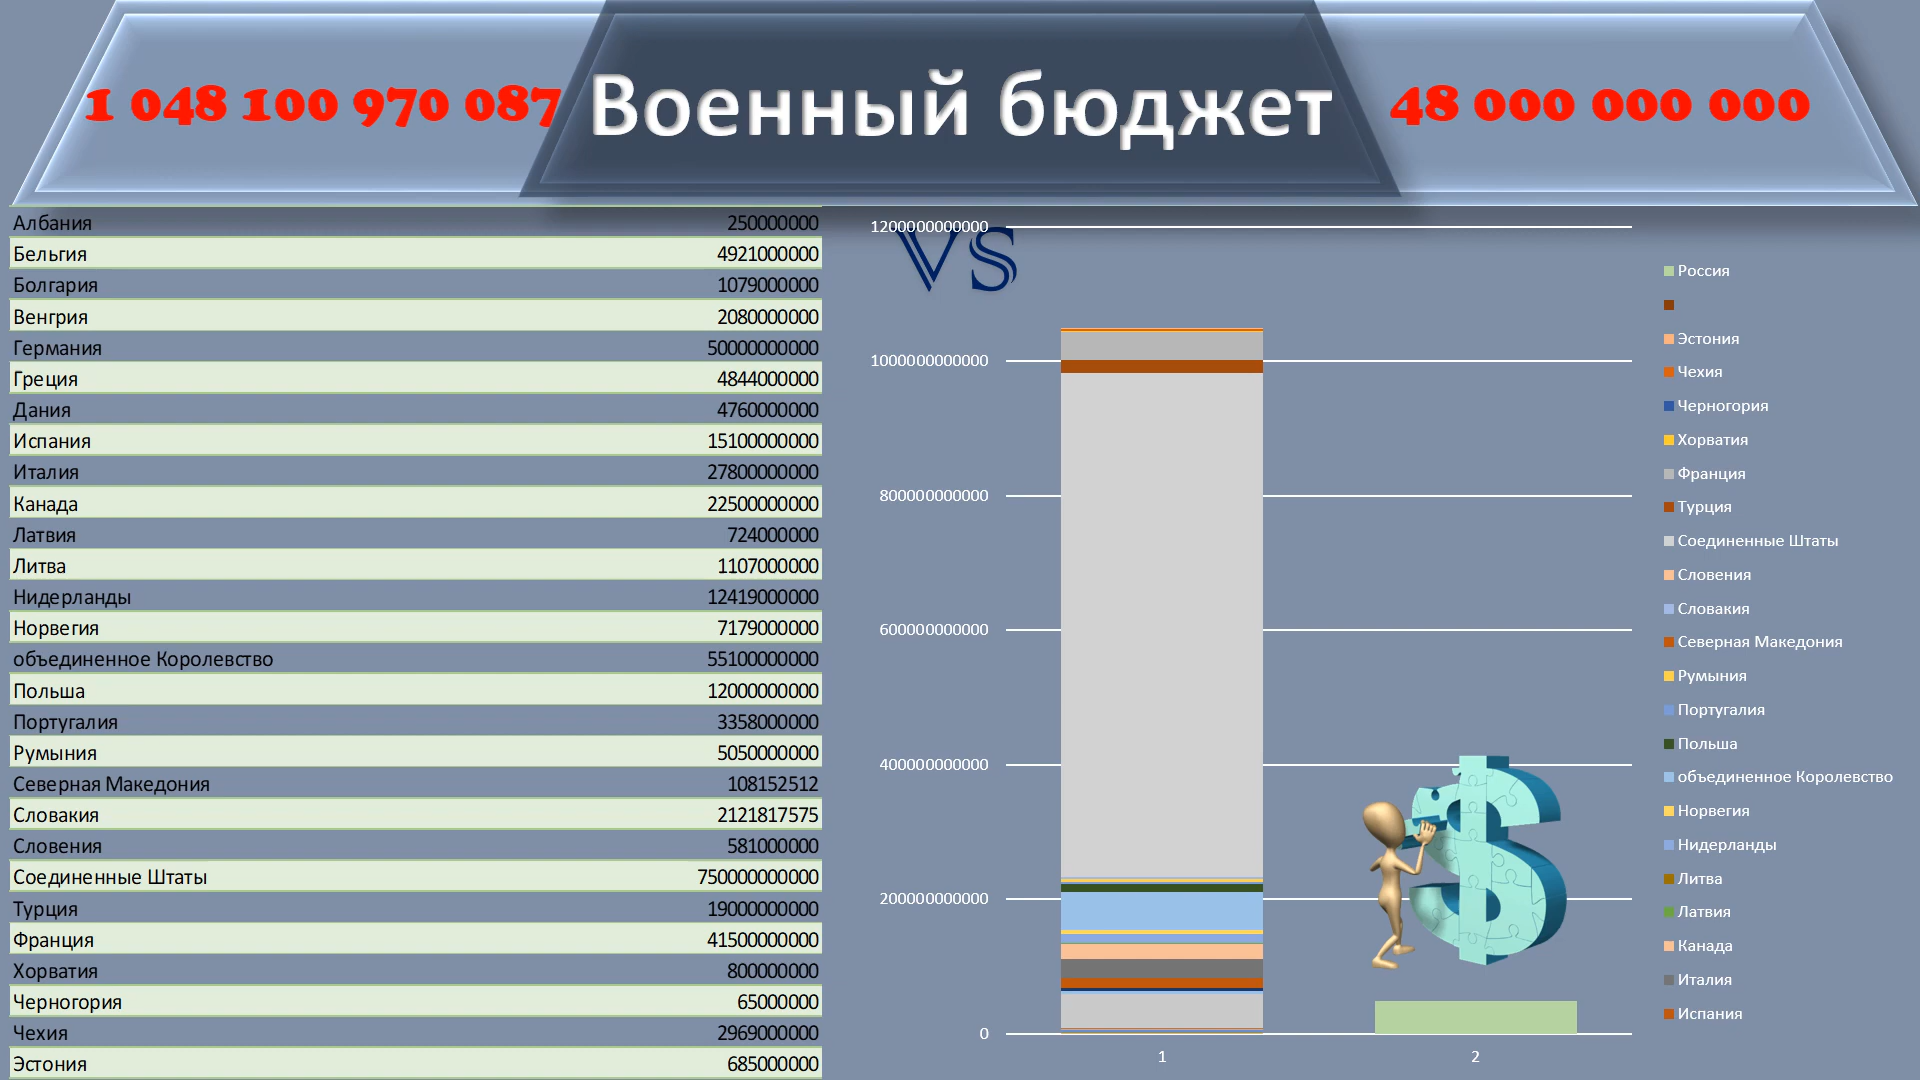 1 048 100 970 087
Военный бюджет
48 000 000 000
Албания 250000000
Бельгия 4921000000
Болгария 1079000000
Венгрия 2080000000
Германия 50000000000
Греция 4844000000
Дания 4760000000
Испания 15100000000
Италия 27800000000
Канада 22500000000
Латвия 724000000
Литва 1107000000
Нидерланды 12419000000
Норвегия 7179000000
объединенное Королевство 55100000000
Польша 12000000000
Португалия 3358000000
Румыния 5050000000
Северная Македония 108152512
Словакия 2121817575
Словения 581000000
Соединенные Штаты 750000000000
Турция 19000000000
Франция 41500000000
Хорватия 800000000
Черногория 65000000
Чехия 2969000000
Эстония 685000000
VS
1200000000000
1000000000000
800000000000
600000000000
400000000000
200000000000
0
1
2
Россия
Эстония
Чехия
Черногория
Хорватия
Франция
Турция
Соединенные Штаты
Словения
Словакия
Северная Македония
Румыния
Португалия
Польша
объединенное Королевство
Норвегия
Нидерланды
Литва
Латвия
Канада
Италия
Испания